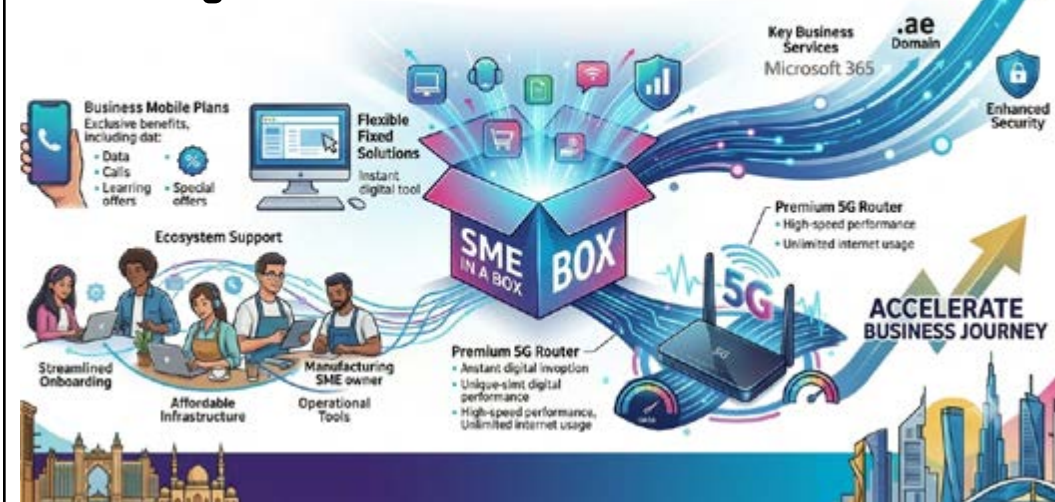 Key Business
Services
Microsoft 365
.ae
Domain
Enhanced
Security
Business Mobile Plans
Exclusive benefits,
including dat:
• Data
• Calls
• Learring
offers
• Special
offers
Flexible
Fixed
Solutions
Instant
digital tool
Ecosystem Support
SME
IN A BOX
BOX
Premium 5G Router
• High-speed performance
• Unlimited internet usage
5G
5G
ACCELERATE
BUSINESS JOURNEY
Streamlined
Onboarding
Affordable
Infrastructure
Manufacturing
SME owner
Operational
Tools
Premium 5G Router
• Anstant digital invoption
• Unique-simt digital
performance
• High-speed performance,
Unlimited internet usage